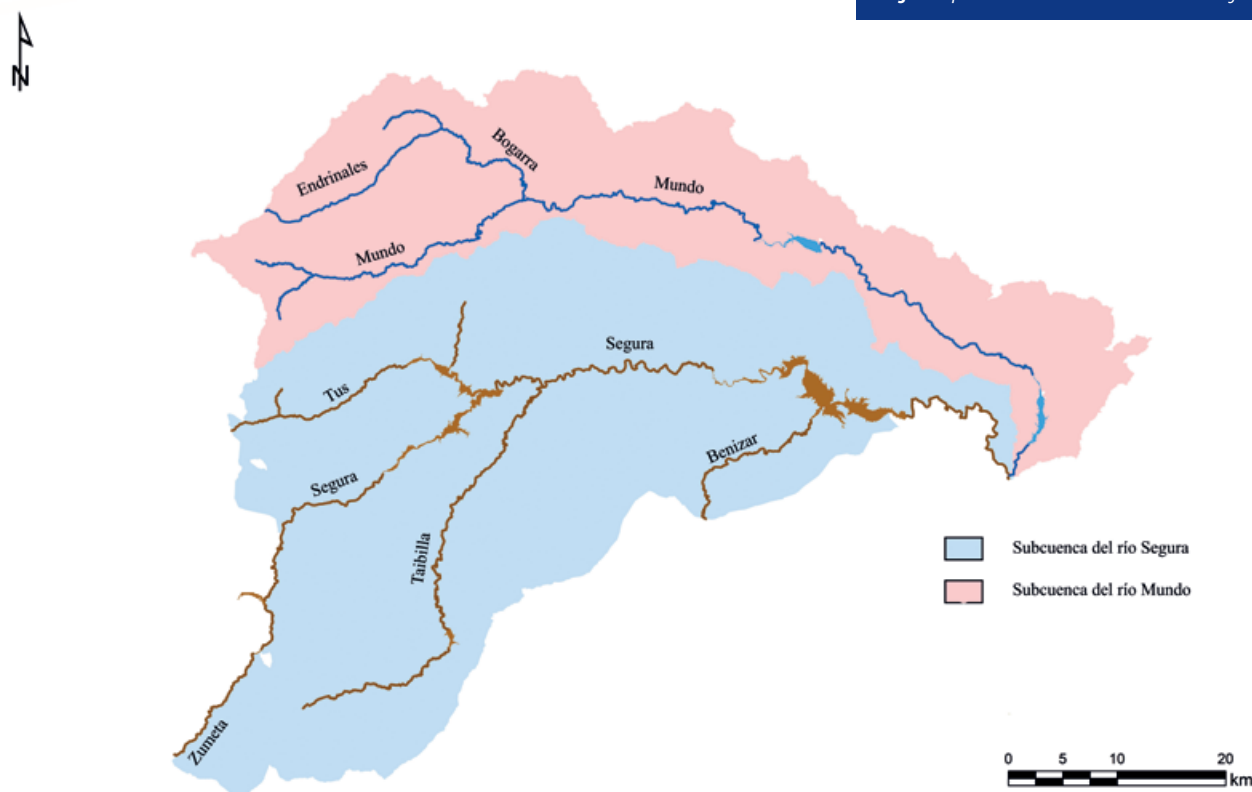 N
Bogarra
Endrinales
Mundo
Mundo
Segura
Tus
Segura
Benizar
Taibilla
Zumeta
Subcuenca del río Segura
Subcuenca del río Mundo
0 5 10 20
km